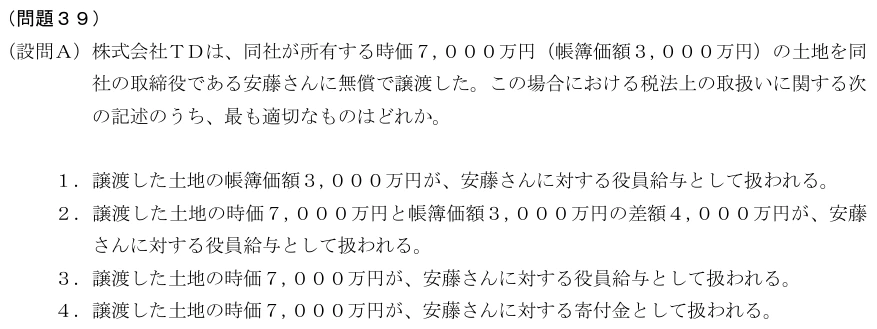 （問題３９）
（設問Ａ）株式会社ＴＤは、同社が所有する時価７,０００万円（帳簿価額３,０００万円）の土地を同
社の取締役である安藤さんに無償で譲渡した。この場合における税法上の取扱いに関する次
の記述のうち、最も適切なものはどれか。
１．譲渡した土地の帳簿価額３,０００万円が、安藤さんに対する役員給与として扱われる。
２．譲渡した土地の時価７,０００万円と帳簿価額３,０００万円の差額４,０００万円が、安藤
さんに対する役員給与として扱われる。
３．譲渡した土地の時価７,０００万円が、安藤さんに対する役員給与として扱われる。
４．譲渡した土地の時価７,０００万円が、安藤さんに対する寄付金として扱われる。